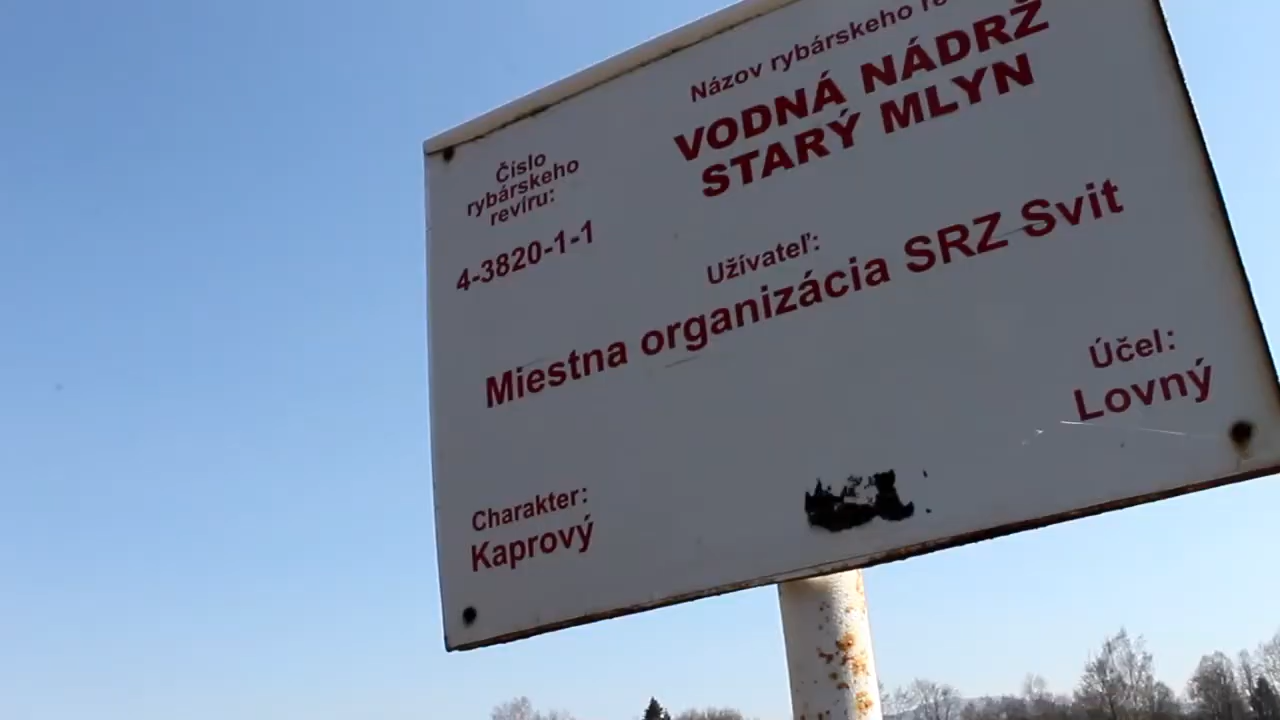 Názov rybárskeho
VODNÁ NÁDRŽ
STARÝ MLYN
Číslo
rybárskeho
revíru:
4-3820-1-1
Užívateľ:
Miestna organizácia SRZ Svit
Účel:
Lovný
Charakter:
Kaprový